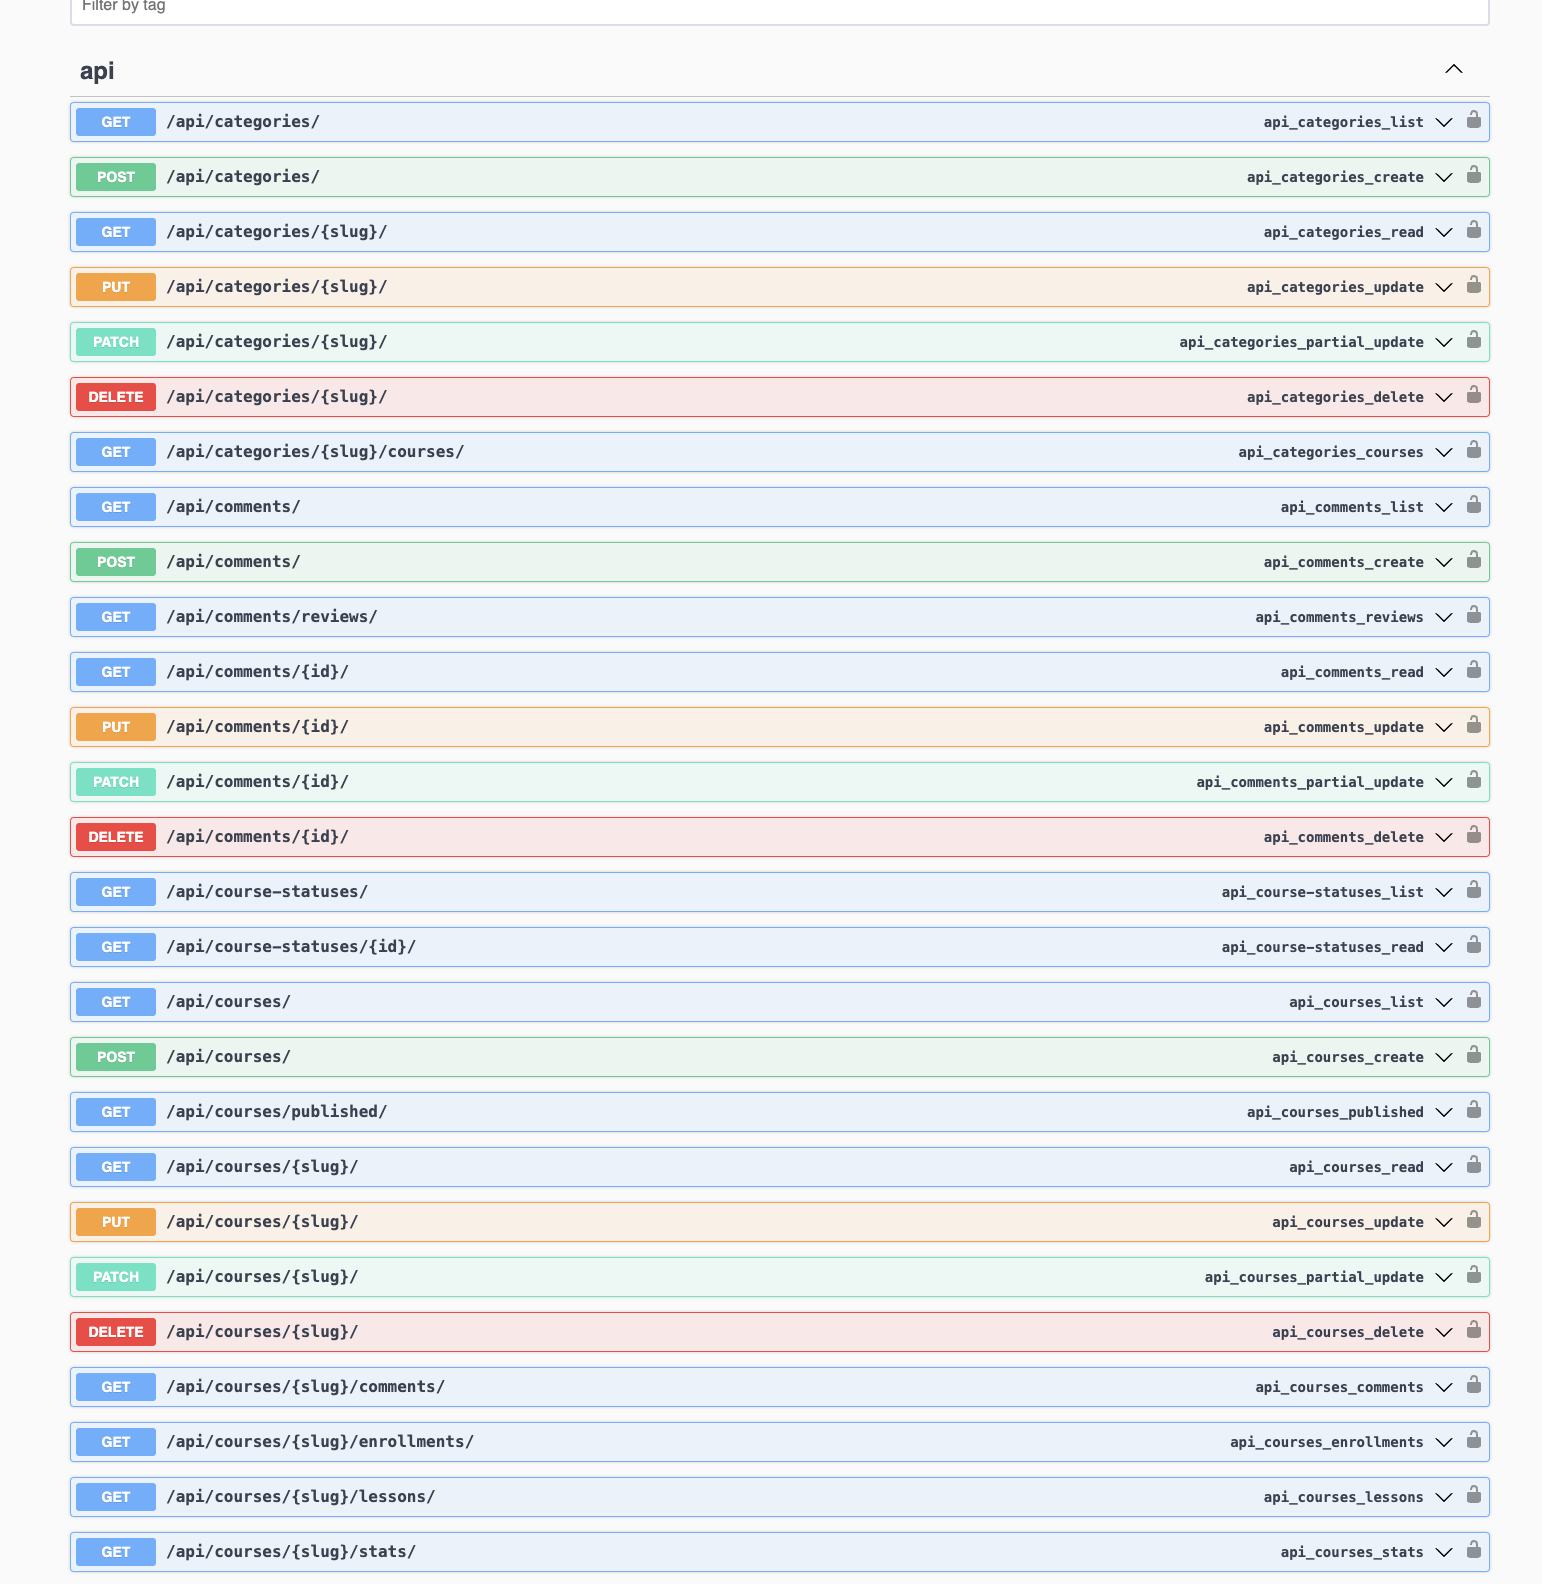 Filter by tag
api
GET /api/categories/ api_categories_list
POST /api/categories/ api_categories_create
GET /api/categories/{slug}/ api_categories_read
PUT /api/categories/{slug}/ api_categories_update
PATCH /api/categories/{slug}/ api_categories_partial_update
DELETE /api/categories/{slug}/ api_categories_delete
GET /api/categories/{slug}/courses/ api_categories_courses
GET /api/comments/ api_comments_list
POST /api/comments/ api_comments_create
GET /api/comments/reviews/ api_comments_reviews
GET /api/comments/{id}/ api_comments_read
PUT /api/comments/{id}/ api_comments_update
PATCH /api/comments/{id}/ api_comments_partial_update
DELETE /api/comments/{id}/ api_comments_delete
GET /api/course-statuses/ api_course-statuses_list
GET /api/course-statuses/{id}/ api_course-statuses_read
GET /api/courses/ api_courses_list
POST /api/courses/ api_courses_create
GET /api/courses/published/ api_courses_published
GET /api/courses/{slug}/ api_courses_read
PUT /api/courses/{slug}/ api_courses_update
PATCH /api/courses/{slug}/ api_courses_partial_update
DELETE /api/courses/{slug}/ api_courses_delete
GET /api/courses/{slug}/comments/ api_courses_comments
GET /api/courses/{slug}/enrollments/ api_courses_enrollments
GET /api/courses/{slug}/lessons/ api_courses_lessons
GET /api/courses/{slug}/stats/ api_courses_stats